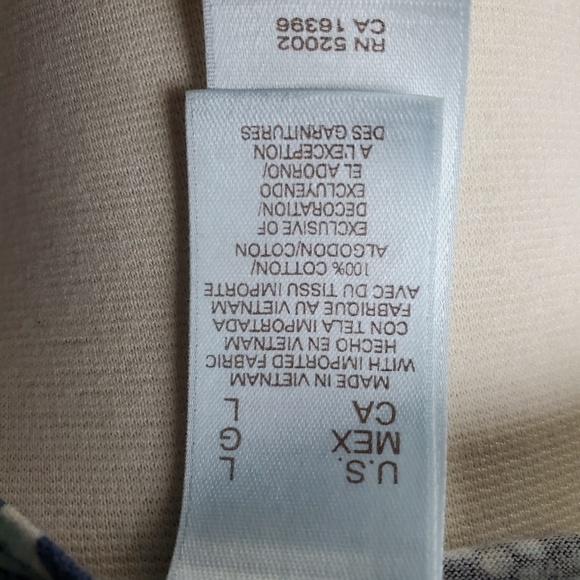 U.S. L
MEX G
CA L
MADE IN VIETNAM
WITH IMPORTED FABRIC
HECHO EN VIETNAM
CON TELA IMPORTADA
FABRIQUE AU VIETNAM
AVEC DU TISSU IMPORTE
100% COTTON/
ALGODON/COTON
EXCLUSIVE OF
DECORATION/
EXCLUYENDO
EL ADORNO/
A L'EXCEPTION
DES GARNITURES
RN 52002
CA 16396